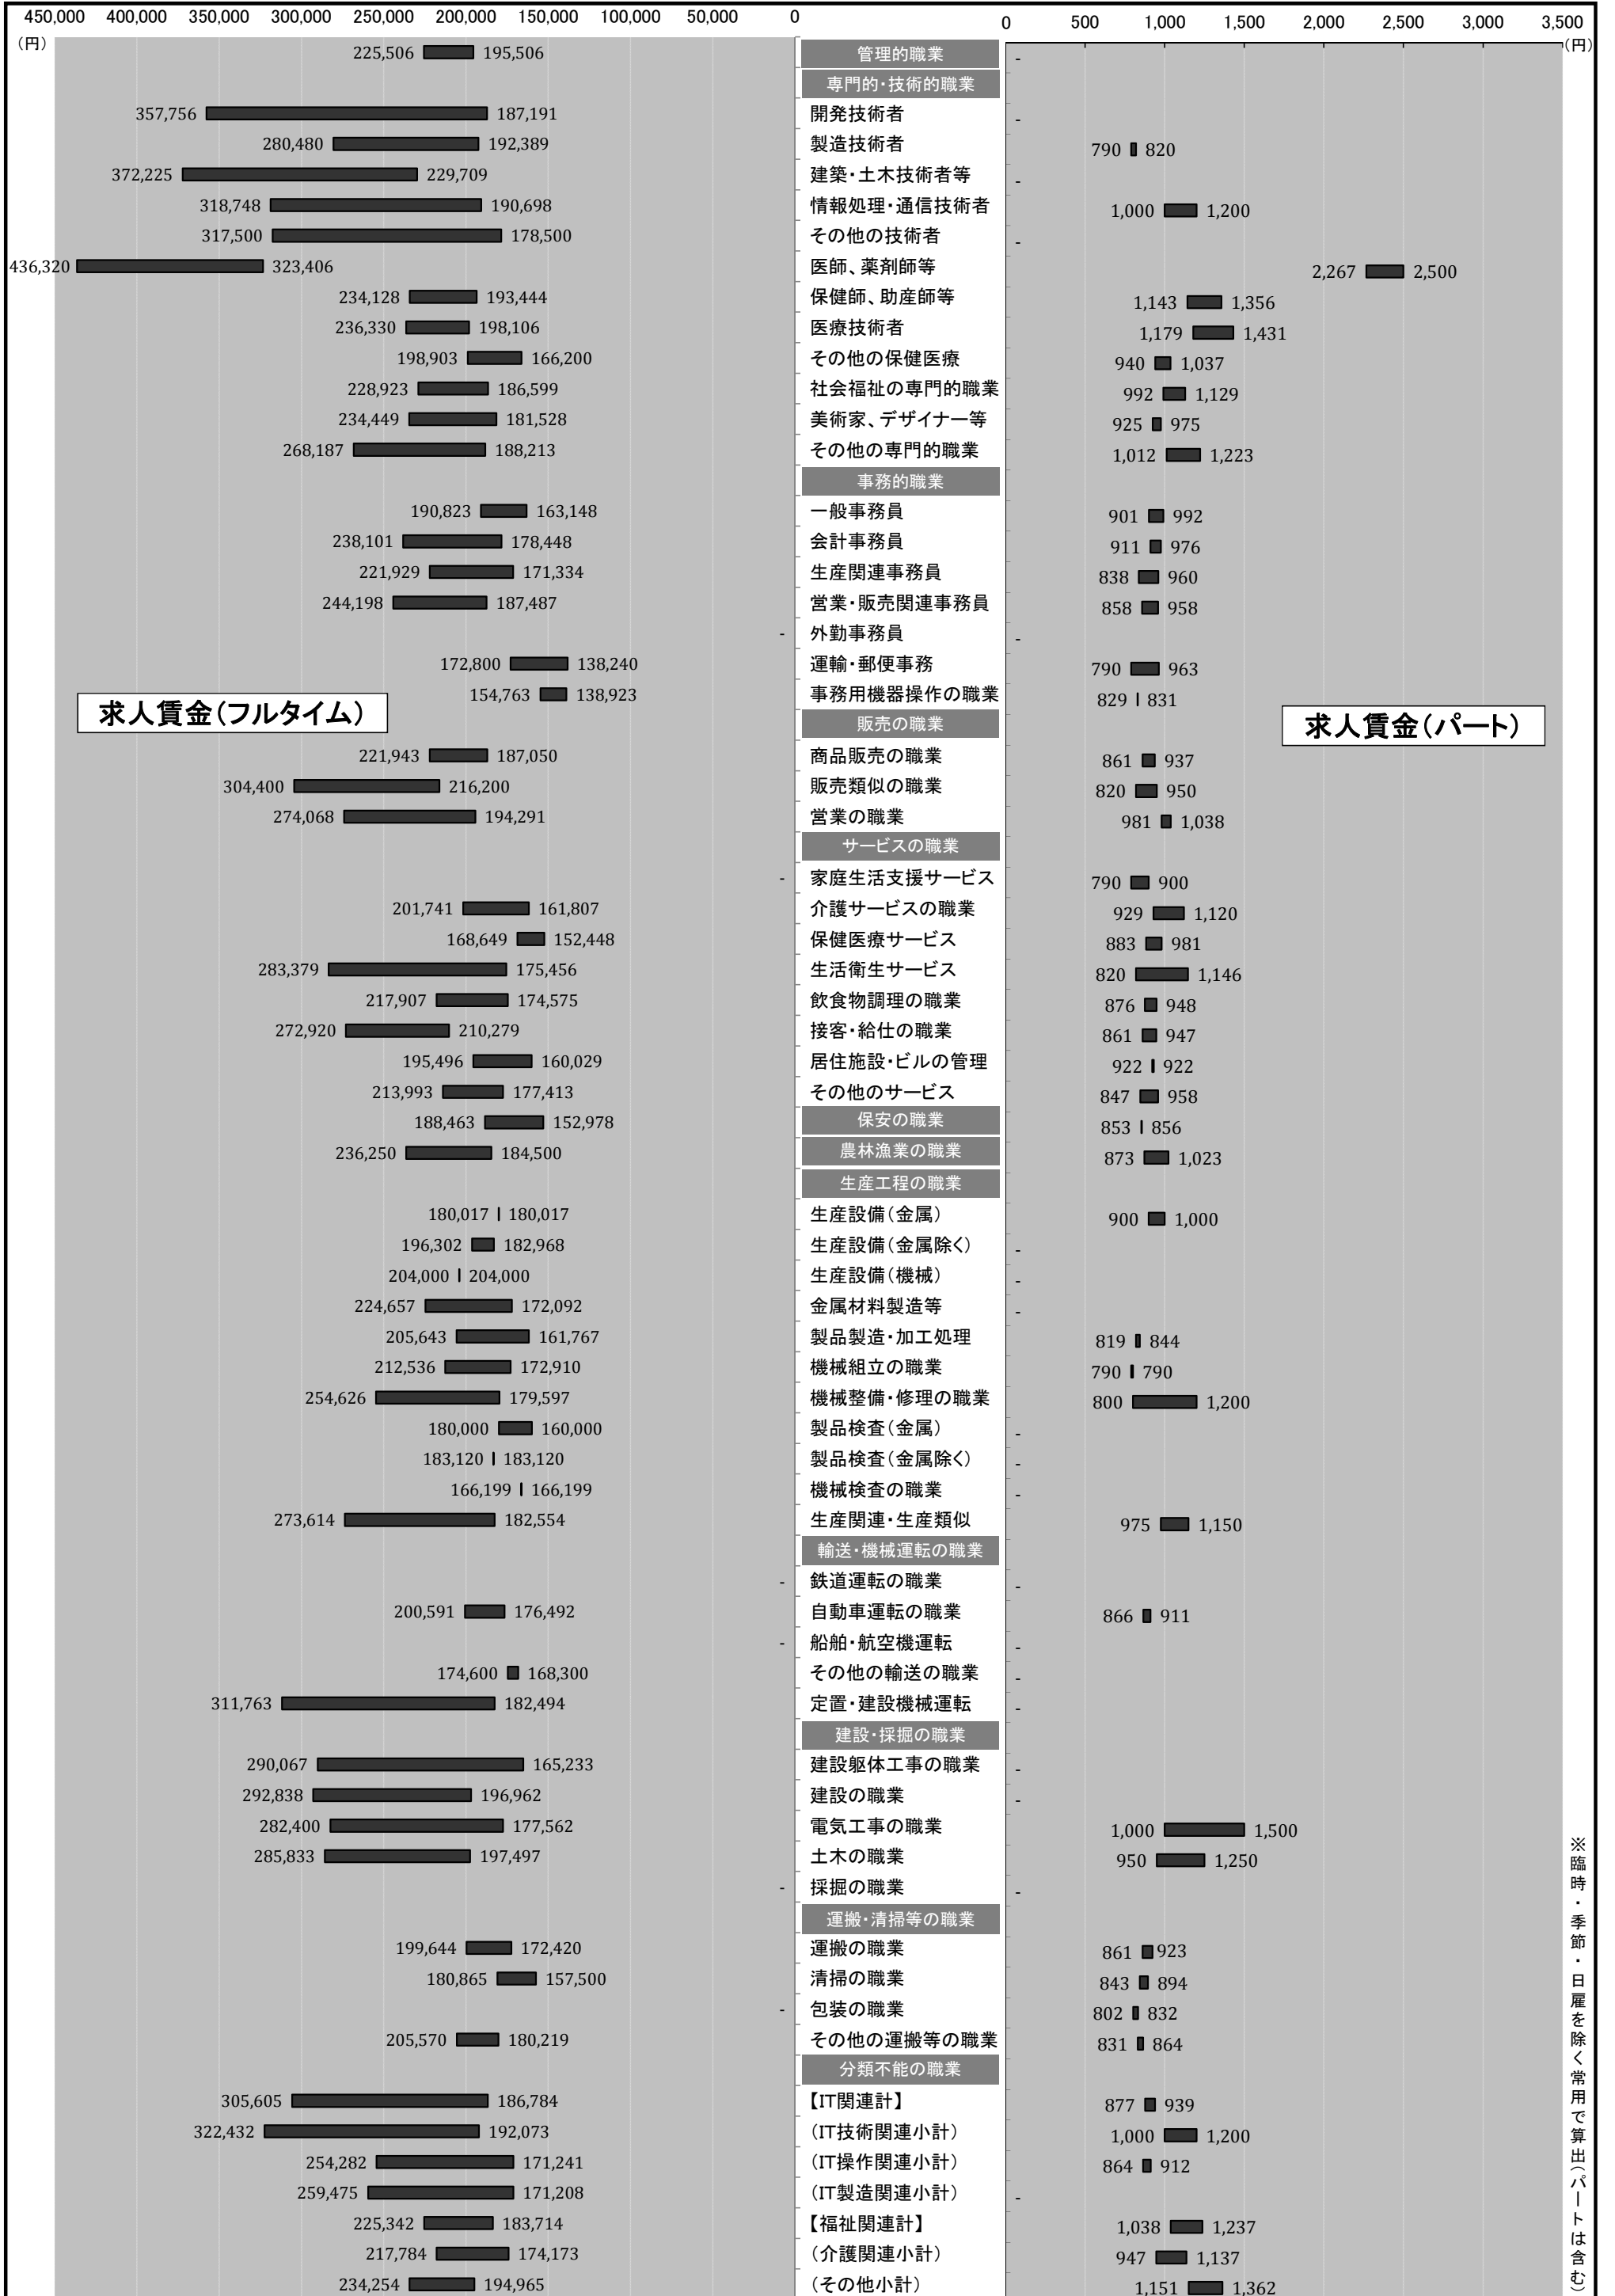 450,000 400,000 350,000 300,000 250,000 200,000 150,000 100,000 50,000 0 0 500 1,000 1,500 2,000 2,500 3,000 3,500
(円) (円)
225,506 195,506 管理的職業 -
専門的・技術的職業
357,756 187,191 開発技術者 -
280,480 192,389 製造技術者 790 820
372,225 229,709 建築・土木技術者等 -
318,748 190,698 情報処理・通信技術者 1,000 1,200
317,500 178,500 その他の技術者 -
436,320 323,406 医師、薬剤師等 2,267 2,500
234,128 193,444 保健師、助産師等 1,143 1,356
236,330 198,106 医療技術者 1,179 1,431
198,903 166,200 その他の保健医療 940 1,037
228,923 186,599 社会福祉の専門的職業 992 1,129
234,449 181,528 美術家、デザイナー等 925 975
268,187 188,213 その他の専門的職業 1,012 1,223
事務的職業
190,823 163,148 一般事務員 901 992
238,101 178,448 会計事務員 911 976
221,929 171,334 生産関連事務員 838 960
244,198 187,487 営業・販売関連事務員 858 958
- 外勤事務員 -
172,800 138,240 運輸・郵便事務 790 963
154,763 138,923 事務用機器操作の職業 829 831
求人賃金(フルタイム) 販売の職業 求人賃金(パート)
221,943 187,050 商品販売の職業 861 937
304,400 216,200 販売類似の職業 820 950
274,068 194,291 営業の職業 981 1,038
サービスの職業
- 家庭生活支援サービス 790 900
201,741 161,807 介護サービスの職業 929 1,120
168,649 152,448 保健医療サービス 883 981
283,379 175,456 生活衛生サービス 820 1,146
217,907 174,575 飲食物調理の職業 876 948
272,920 210,279 接客・給仕の職業 861 947
195,496 160,029 居住施設・ビルの管理 922 922
213,993 177,413 その他のサービス 847 958
188,463 152,978 保安の職業 853 856
236,250 184,500 農林漁業の職業 873 1,023
生産工程の職業
180,017 180,017 生産設備(金属) 900 1,000
196,302 182,968 生産設備(金属除く) -
204,000 204,000 生産設備(機械) -
224,657 172,092 金属材料製造等 -
205,643 161,767 製品製造・加工処理 819 844
212,536 172,910 機械組立の職業 790 790
254,626 179,597 機械整備・修理の職業 800 1,200
180,000 160,000 製品検査(金属) -
183,120 183,120 製品検査(金属除く) -
166,199 166,199 機械検査の職業 -
273,614 182,554 生産関連・生産類似 975 1,150
輸送・機械運転の職業
- 鉄道運転の職業 -
200,591 176,492 自動車運転の職業 866 911
- 船舶・航空機運転 -
174,600 168,300 その他の輸送の職業 -
311,763 182,494 定置・建設機械運転 -
建設・採掘の職業
290,067 165,233 建設躯体工事の職業 -
292,838 196,962 建設の職業 -
282,400 177,562 電気工事の職業 1,000 1,500
285,833 197,497 土木の職業 950 1,250
- 採掘の職業 -
運搬・清掃等の職業
199,644 172,420 運搬の職業 861 923
180,865 157,500 清掃の職業 843 894
- 包装の職業 802 832
205,570 180,219 その他の運搬等の職業 831 864
分類不能の職業
305,605 186,784 【IT関連計】 877 939
322,432 192,073 (IT技術関連小計) 1,000 1,200
254,282 171,241 (IT操作関連小計) 864 912
259,475 171,208 (IT製造関連小計) -
225,342 183,714 【福祉関連計】 1,038 1,237
217,784 174,173 (介護関連小計) 947 1,137
234,254 194,965 (その他小計) 1,151 1,362
※臨時・季節・日雇を除く常用で算出(パートは含む)